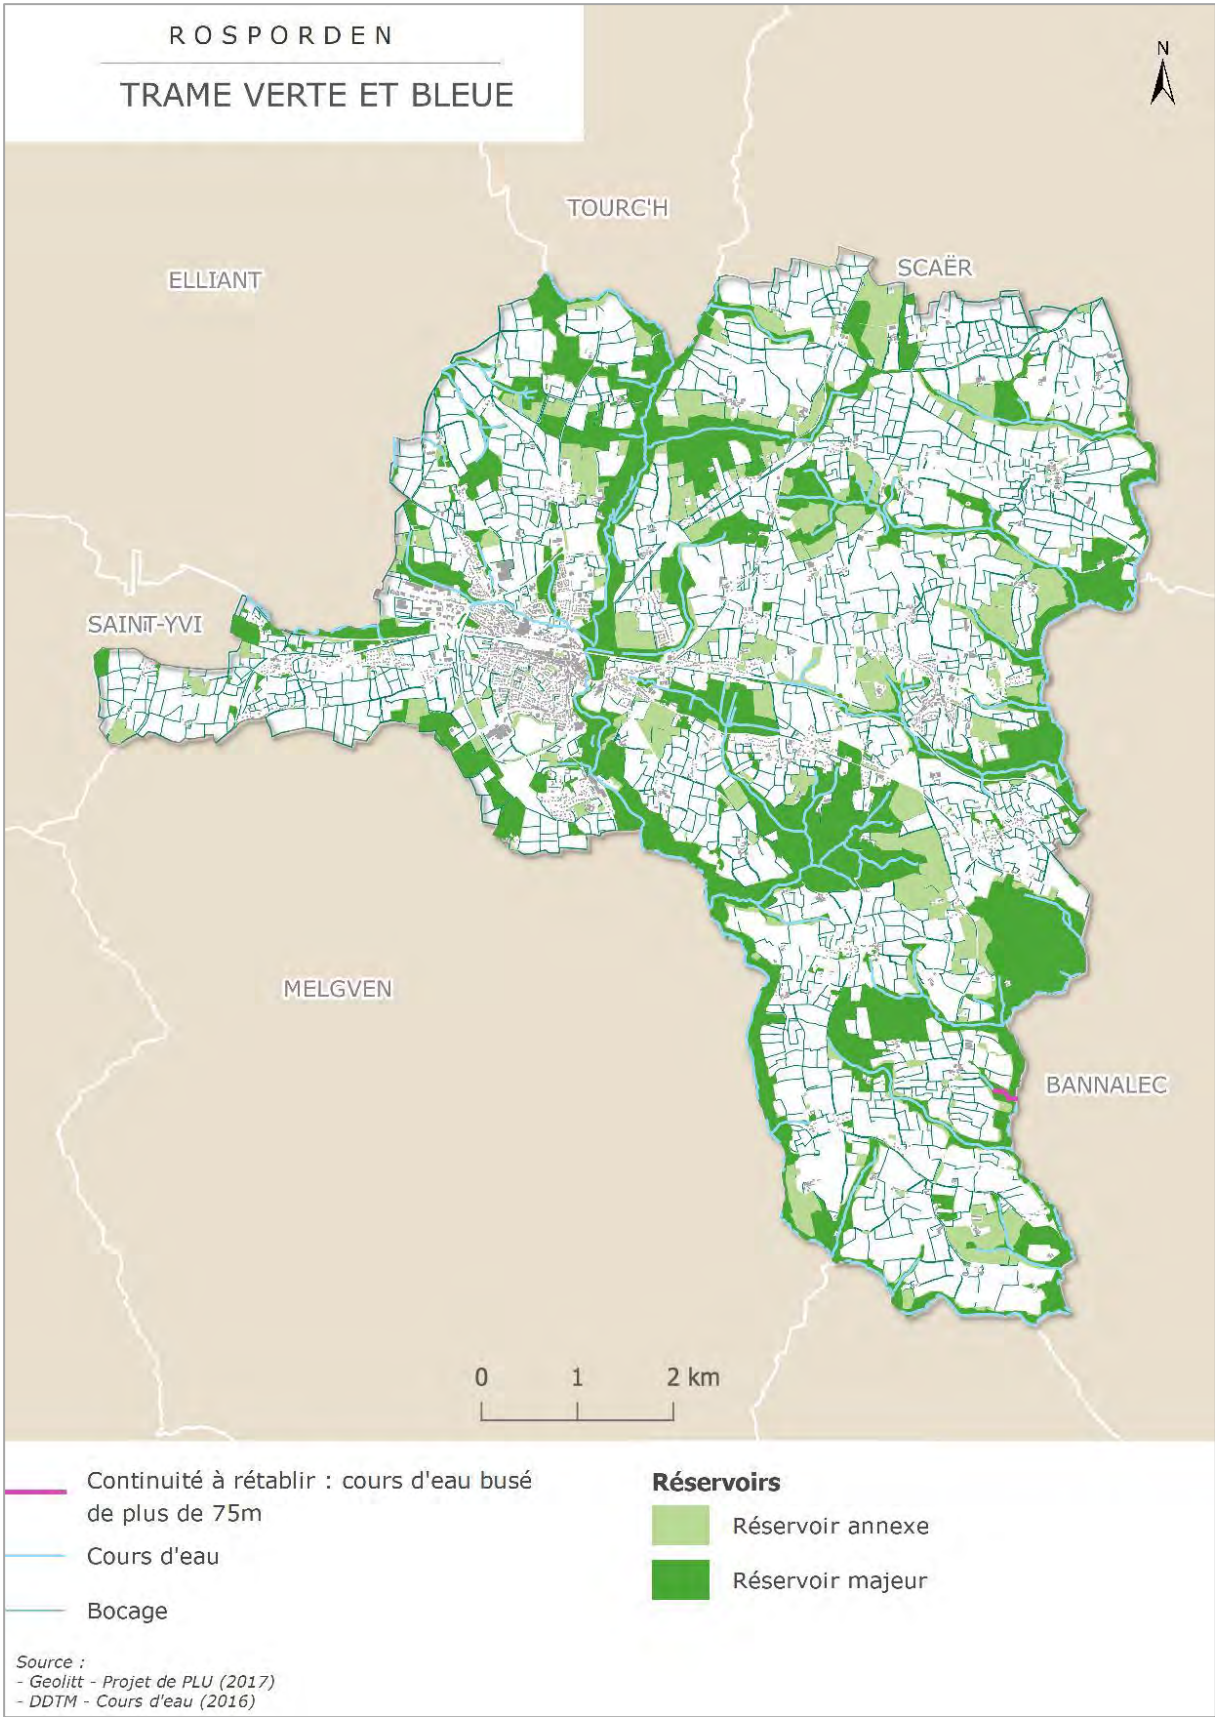 ROSPORDEN
TRAME VERTE ET BLEUE
N
TOURC'H
ELLIANT
SCAËR
SAINT-YVI
MELGVEN
BANNALEC
0 1 2 km
Continuité à rétablir : cours d'eau busé
de plus de 75m
Cours d'eau
Bocage
Réservoirs
Réservoir annexe
Réservoir majeur
Source :
- Geolitt - Projet de PLU (2017)
- DDTM - Cours d'eau (2016)